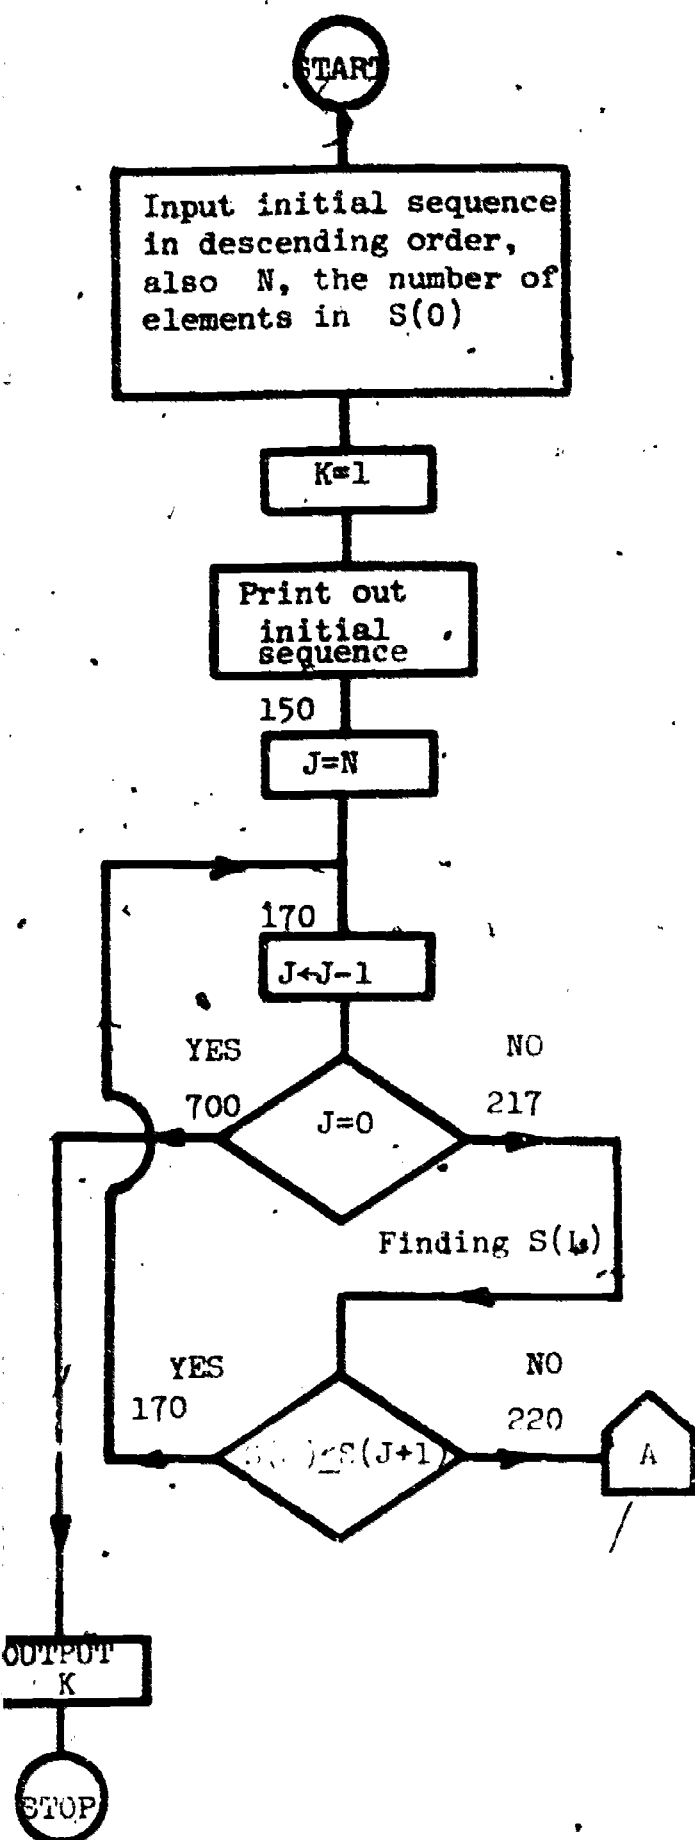 START
Input initial sequence
in descending order,
also N, the number of
elements in S(0)
K=1
Print out
initial
sequence
150
J=N
170
J←J-1
YES
NO
700
J=0
217
Finding
YES
NO
170
220
S(J+1)
A
OUTPUT
K
STOP